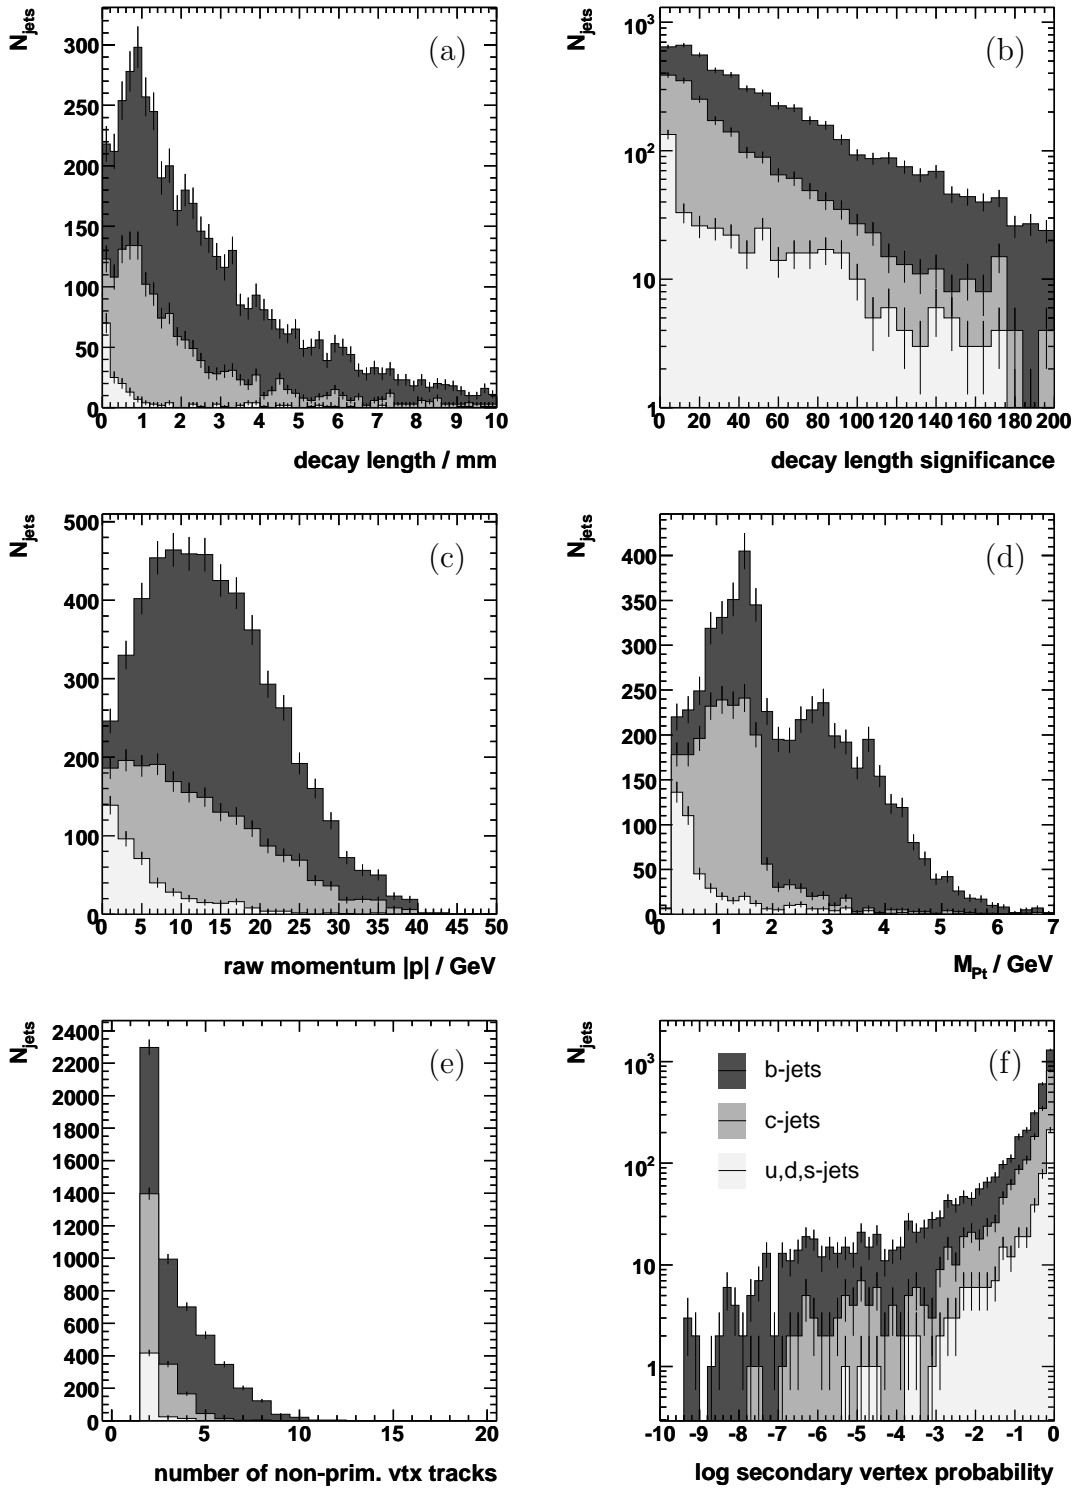 N_jets
(a)
300
250
200
150
100
50
0
0 1 2 3 4 5 6 7 8 9 10
decay length / mm
N_jets
(b)
10^3
10^2
10
1
0 20 40 60 80 100 120 140 160 180 200
decay length significance
N_jets
(c)
500
400
300
200
100
0
0 5 10 15 20 25 30 35 40 45 50
raw momentum |p| / GeV
N_jets
(d)
400
350
300
250
200
150
100
50
0
0 1 2 3 4 5 6 7
M_Pt / GeV
N_jets
(e)
2400
2200
2000
1800
1600
1400
1200
1000
800
600
400
200
0
0 5 10 15 20
number of non-prim. vtx tracks
N_jets
(f)
b-jets
c-jets
u,d,s-jets
10^3
10^2
10
1
-10 -9 -8 -7 -6 -5 -4 -3 -2 -1 0
log secondary vertex probability